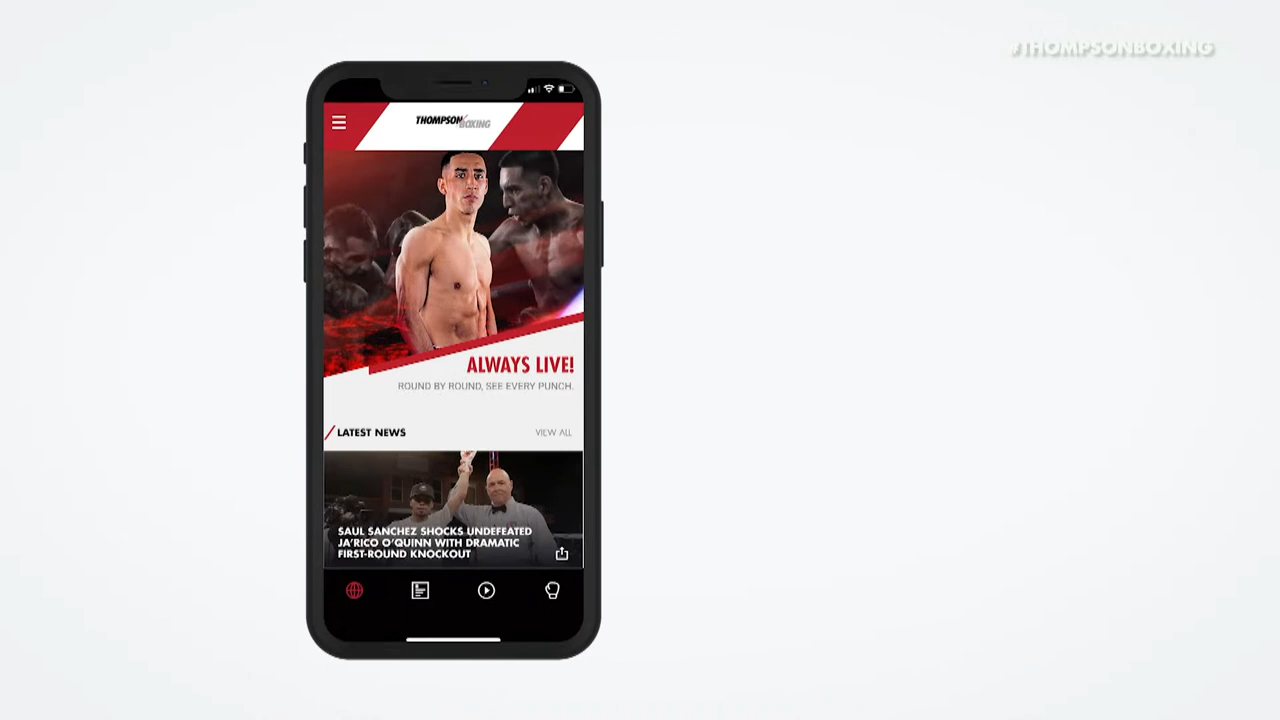 #THOMPSONBOXING
THOMPSON BOXING
ALWAYS LIVE!
ROUND BY ROUND, SEE EVERY PUNCH.
LATEST NEWS
VIEW ALL
SAUL SANCHEZ SHOCKS UNDEFEATED
JA'RICO O'QUINN WITH DRAMATIC
FIRST-ROUND KNOCKOUT